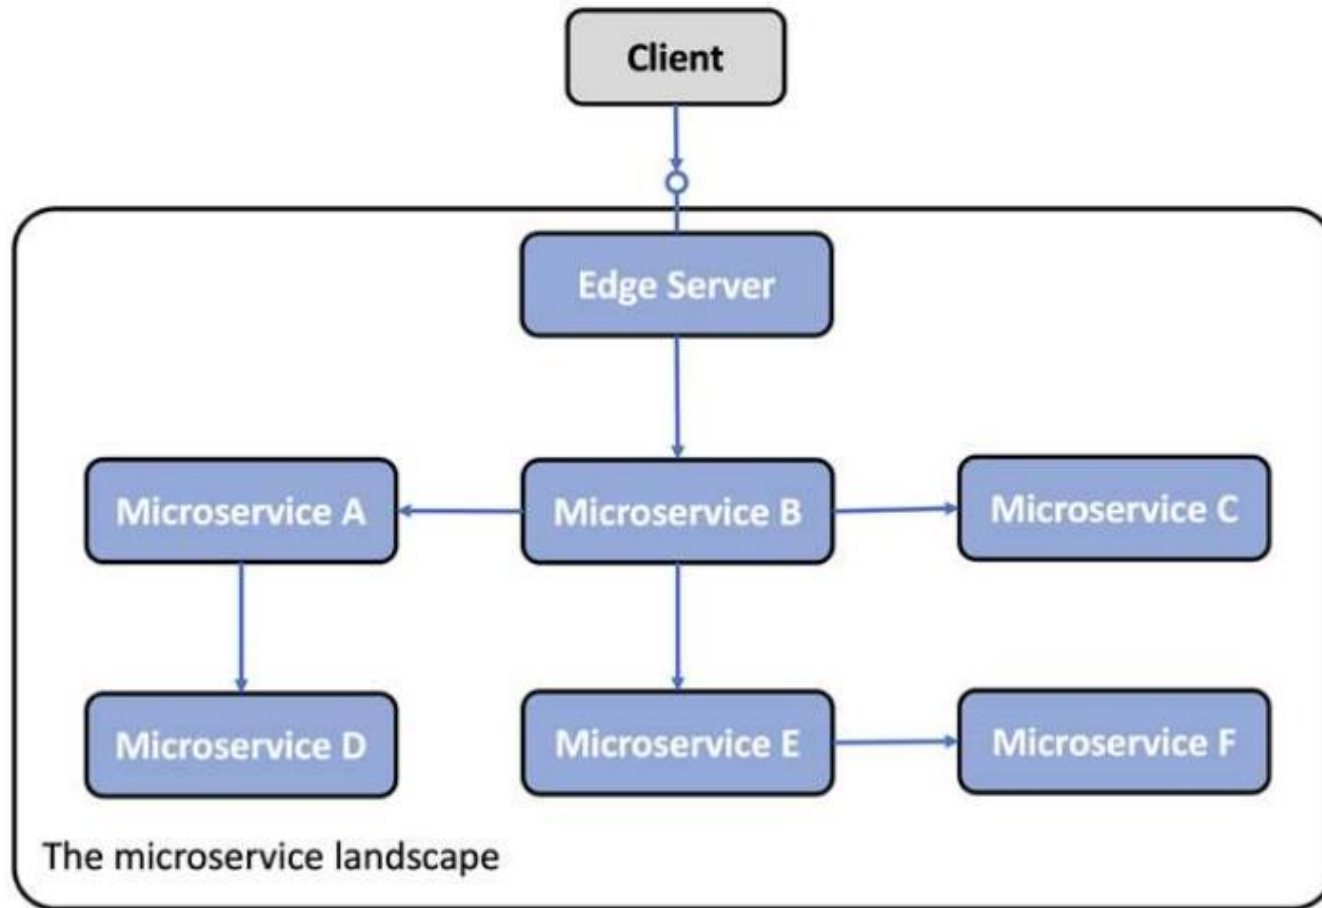 Client
Edge Server
Microservice A
Microservice B
Microservice C
Microservice D
Microservice E
Microservice F
The microservice landscape